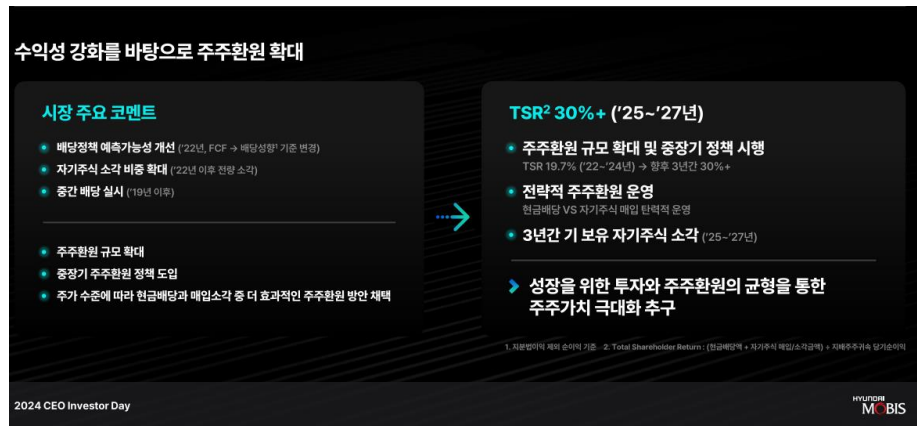 수익성 강화를 바탕으로 주주환원 확대
시장 주요 코멘트
배당정책 예측가능성 개선 ('22년, FCF → 배당성향¹ 기준 변경)
자기주식 소각 비중 확대 ('22년 이후 전량 소각)
중간 배당 실시 ('19년 이후)
주주환원 규모 확대
중장기 주주환원 정책 도입
주가 수준에 따라 현금배당과 매입소각 중 더 효과적인 주주환원 방안 채택
TSR² 30%+ ('25~'27년)
주주환원 규모 확대 및 중장기 정책 시행
TSR 19.7% ('22~'24년) → 향후 3년간 30%+
전략적 주주환원 운영
현금배당 VS 자기주식 매입 탄력적 운영
3년간 기 보유 자기주식 소각 ('25~'27년)
성장을 위한 투자와 주주환원의 균형을 통한
주주가치 극대화 추구
1. 지분법이익 제외 순이익 기준 2. Total Shareholder Return : (현금배당액 + 자기주식 매입/소각금액) ÷ 지배주주귀속 당기순이익
2024 CEO Investor Day
HYUNDAI
MOBIS